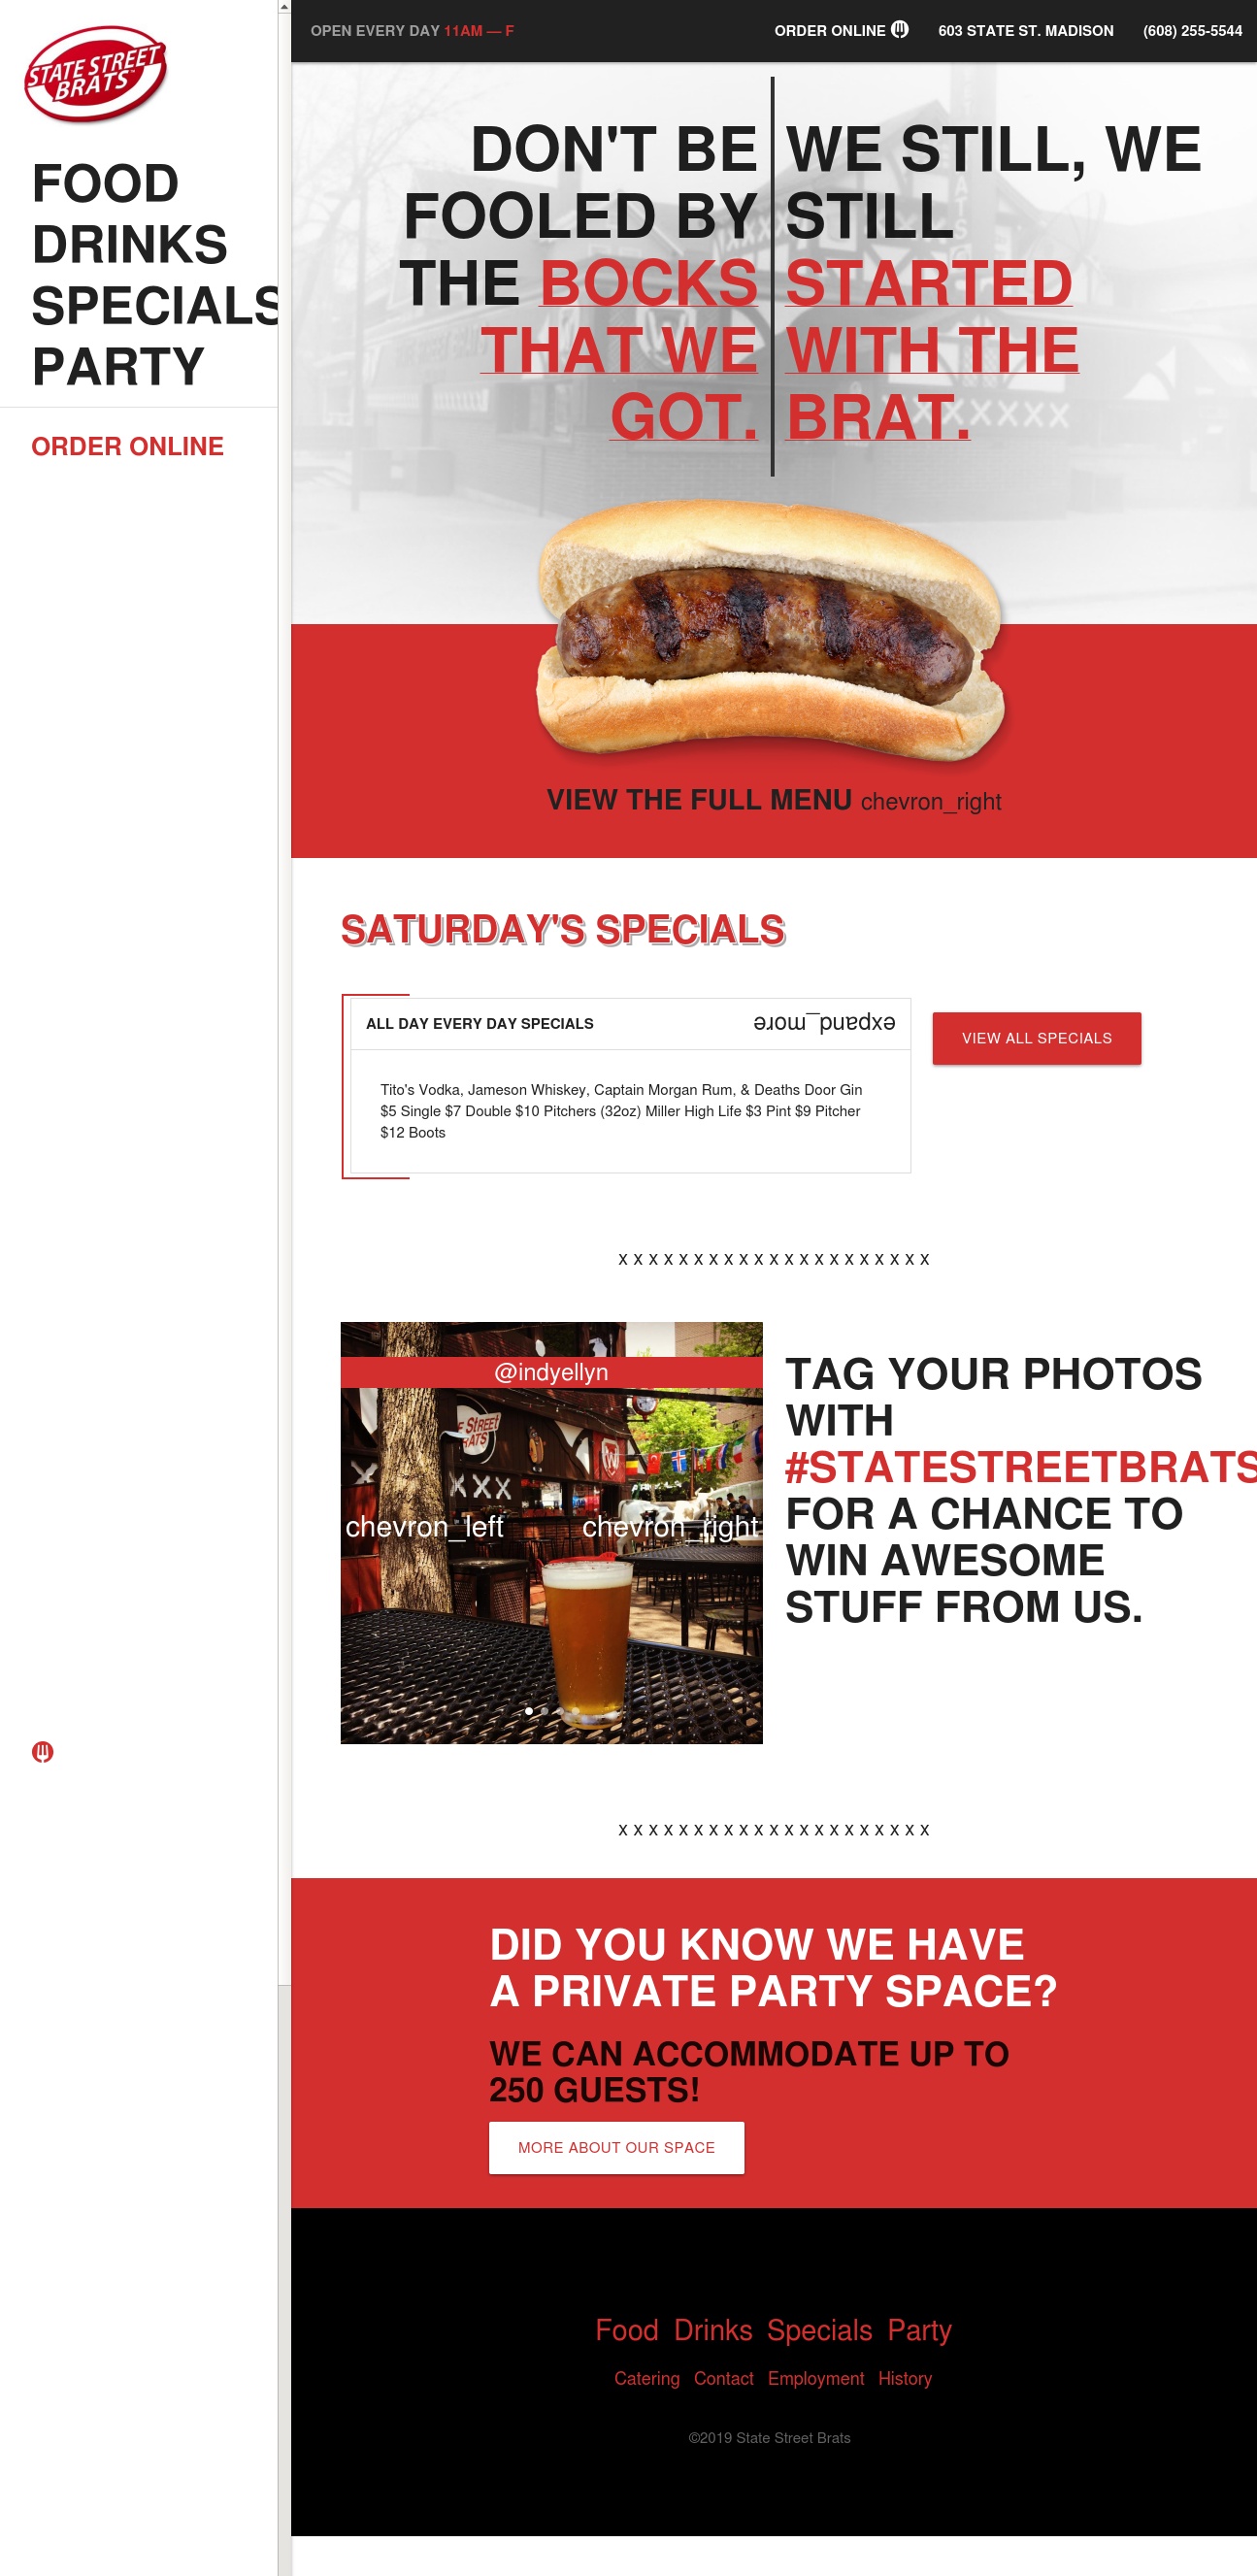 STATE STREET
BRATS
FOOD
DRINKS
SPECIALS
PARTY
ORDER ONLINE
OPEN EVERY DAY 11AM — F
ORDER ONLINE
603 STATE ST. MADISON
(608) 255-5544
DON'T BE
FOOLED BY
THE BOCKS
THAT WE
GOT.
WE STILL, WE
STILL
STARTED
WITH THE
BRAT.
VIEW THE FULL MENU chevron_right
SATURDAY'S SPECIALS
ALL DAY EVERY DAY SPECIALS
expand_more
Tito's Vodka, Jameson Whiskey, Captain Morgan Rum, & Deaths Door Gin
$5 Single $7 Double $10 Pitchers (32oz) Miller High Life $3 Pint $9 Pitcher
$12 Boots
VIEW ALL SPECIALS
x x x x x x x x x x x x x x x x x x x x x
@indyellyn
E STREET
RATS
W
XXX
chevron_left
chevron_right
TAG YOUR PHOTOS
WITH
#STATESTREETBRATS
FOR A CHANCE TO
WIN AWESOME
STUFF FROM US.
x x x x x x x x x x x x x x x x x x x x x
DID YOU KNOW WE HAVE
A PRIVATE PARTY SPACE?
WE CAN ACCOMMODATE UP TO
250 GUESTS!
MORE ABOUT OUR SPACE
Food Drinks Specials Party
Catering Contact Employment History
©2019 State Street Brats